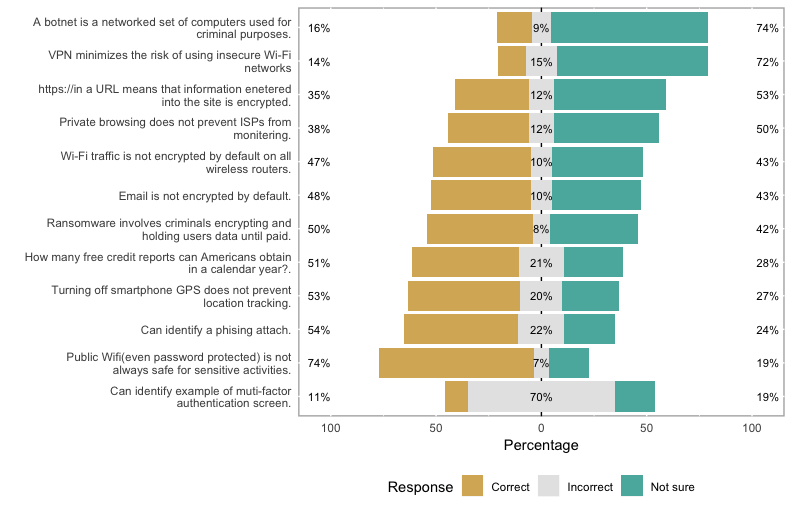 A botnet is a networked set of computers used for
criminal purposes.
16% 9% 74%
VPN minimizes the risk of using insecure Wi-Fi
networks
14% 15% 72%
https://in a URL means that information enetered
into the site is encrypted.
35% 12% 53%
Private browsing does not prevent ISPs from
monitering.
38% 12% 50%
Wi-Fi traffic is not encrypted by default on all
wireless routers.
47% 10% 43%
Email is not encrypted by default.
48% 10% 43%
Ransomware involves criminals encrypting and
holding users data until paid.
50% 8% 42%
How many free credit reports can Americans obtain
in a calendar year?.
51% 21% 28%
Turning off smartphone GPS does not prevent
location tracking.
53% 20% 27%
Can identify a phising attach.
54% 22% 24%
Public Wifi(even password protected) is not
always safe for sensitive activities.
74% 7% 19%
Can identify example of muti-factor
authentication screen.
11% 70% 19%
100 50 0 50 100
Percentage
Response Correct Incorrect Not sure